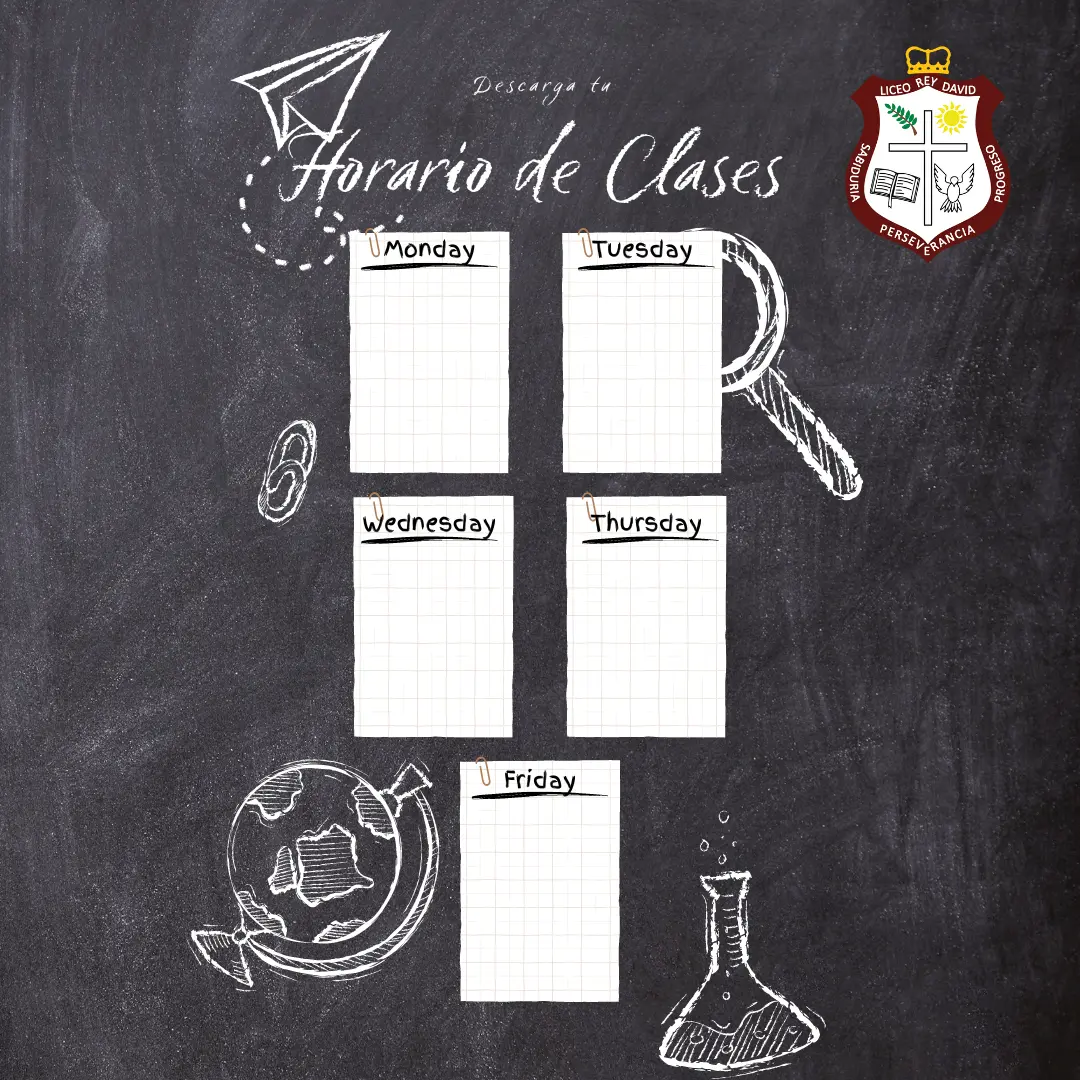 Descarga tu
Horario de Clases
LICEO REY DAVID
SABIDURIA
PROGRESO
PERSEVERANCIA
Monday
Tuesday
Wednesday
Thursday
Friday